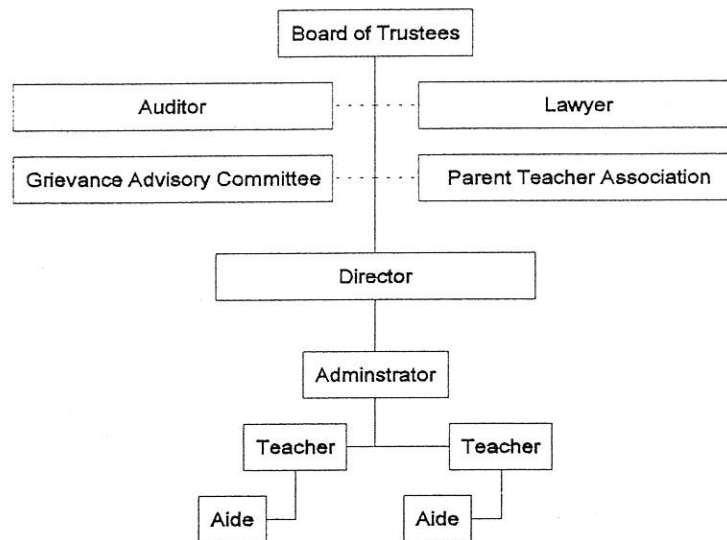 Board of Trustees
Auditor
Lawyer
Grievance Advisory Committee
Parent Teacher Association
Director
Adminstrator
Teacher
Teacher
Aide
Aide